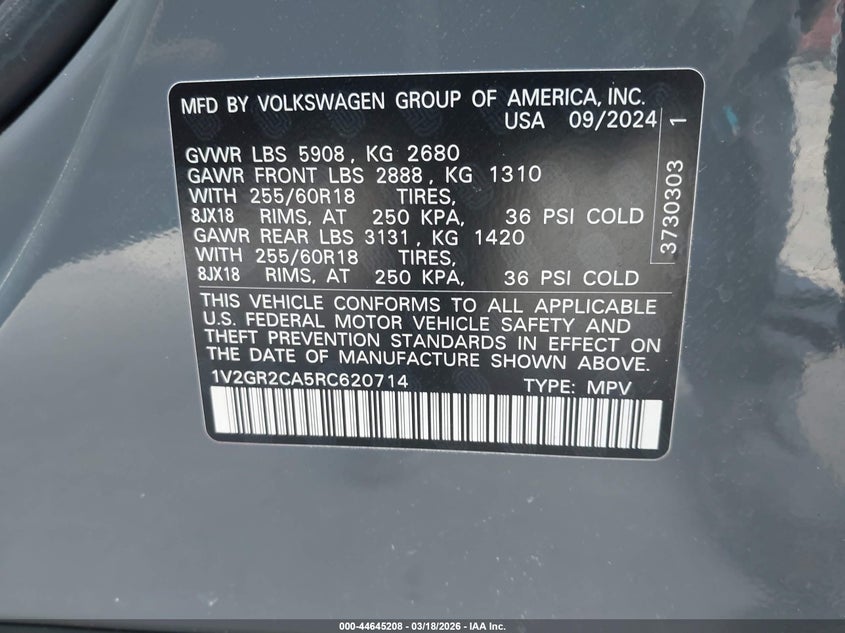 MFD BY VOLKSWAGEN GROUP OF AMERICA, INC.
USA 09/2024
GVWR LBS 5908, KG 2680
GAWR FRONT LBS 2888, KG 1310
WITH 255/60R18 TIRES,
8JX18 RIMS, AT 250 KPA, 36 PSI COLD
GAWR REAR LBS 3131, KG 1420
WITH 255/60R18 TIRES,
8JX18 RIMS, AT 250 KPA, 36 PSI COLD
THIS VEHICLE CONFORMS TO ALL APPLICABLE
U.S. FEDERAL MOTOR VEHICLE SAFETY AND
THEFT PREVENTION STANDARDS IN EFFECT ON
THE DATE OF MANUFACTURE SHOWN ABOVE.
1V2GR2CA5RC620714 TYPE: MPV
3730303 1
000-44645208 - 03/18/2026 - IAA Inc.